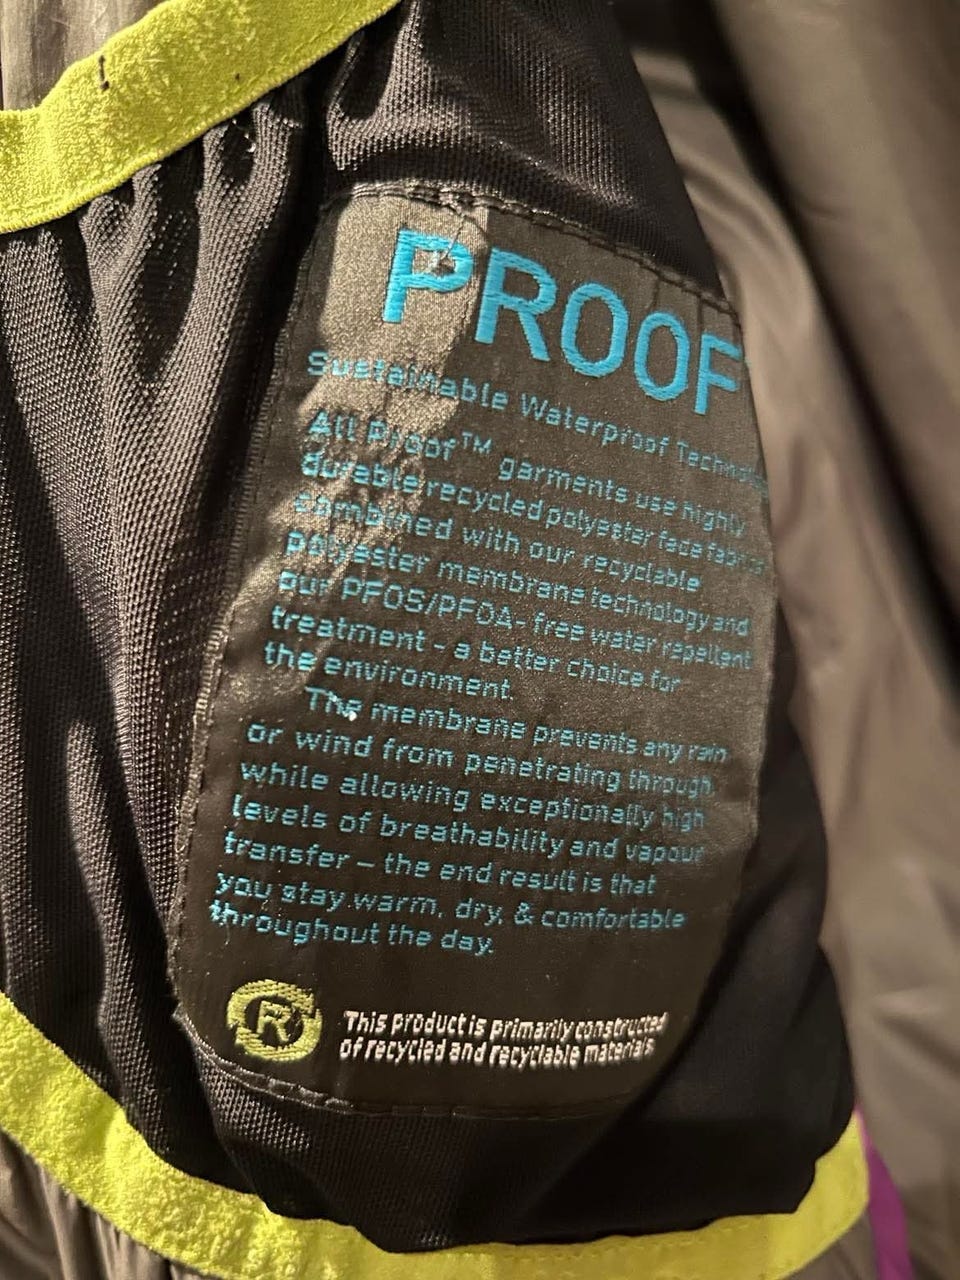 PROOF
Sustainable Waterproof Technology
All Proof™ garments use highly
durable recycled polyester face fabrics
combined with our recyclable
polyester membrane technology and
our PFOS/PFOA- free water repellent
treatment - a better choice for
the environment.
The membrane prevents any rain
or wind from penetrating through,
while allowing exceptionally high
levels of breathability and vapour
transfer – the end result is that
you stay warm, dry, & comfortable
throughout the day.
R
This product is primarily constructed
of recycled and recyclable materials